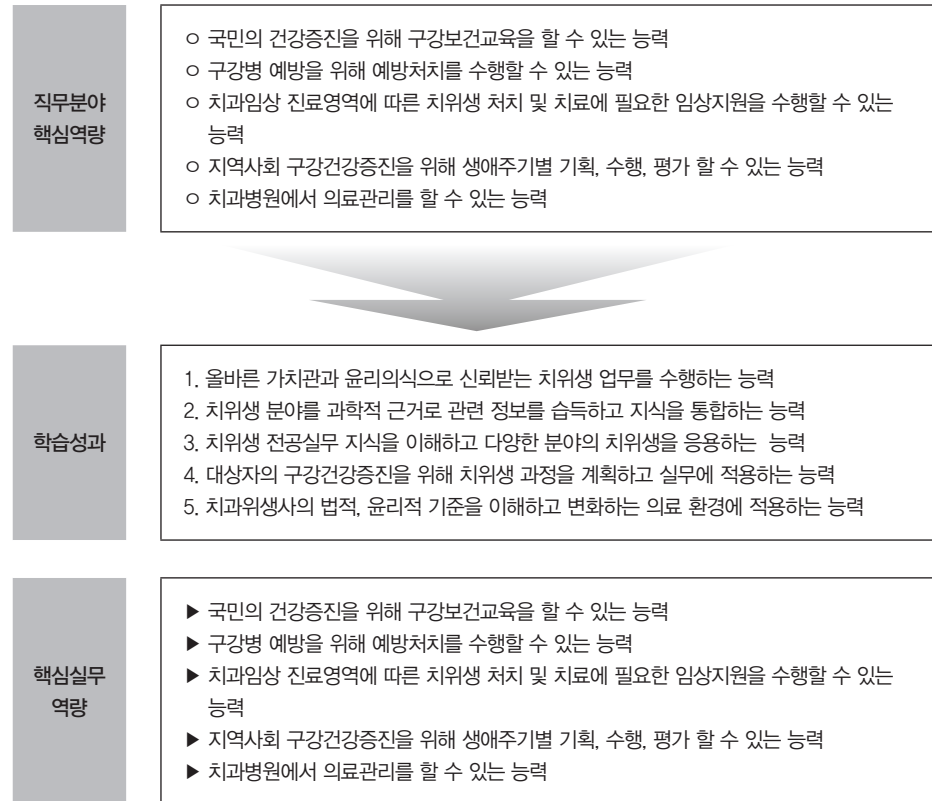 직무분야
핵심역량
○ 국민의 건강증진을 위해 구강보건교육을 할 수 있는 능력
○ 구강병 예방을 위해 예방처치를 수행할 수 있는 능력
○ 치과임상 진료영역에 따른 치위생 처치 및 치료에 필요한 임상지원을 수행할 수 있는
능력
○ 지역사회 구강건강증진을 위해 생애주기별 기획, 수행, 평가 할 수 있는 능력
○ 치과병원에서 의료관리를 할 수 있는 능력
학습성과
1. 올바른 가치관과 윤리의식으로 신뢰받는 치위생 업무를 수행하는 능력
2. 치위생 분야를 과학적 근거로 관련 정보를 습득하고 지식을 통합하는 능력
3. 치위생 전공실무 지식을 이해하고 다양한 분야의 치위생을 응용하는 능력
4. 대상자의 구강건강증진을 위해 치위생 과정을 계획하고 실무에 적용하는 능력
5. 치과위생사의 법적, 윤리적 기준을 이해하고 변화하는 의료 환경에 적용하는 능력
핵심실무
역량
▶ 국민의 건강증진을 위해 구강보건교육을 할 수 있는 능력
▶ 구강병 예방을 위해 예방처치를 수행할 수 있는 능력
▶ 치과임상 진료영역에 따른 치위생 처치 및 치료에 필요한 임상지원을 수행할 수 있는
능력
▶ 지역사회 구강건강증진을 위해 생애주기별 기획, 수행, 평가 할 수 있는 능력
▶ 치과병원에서 의료관리를 할 수 있는 능력